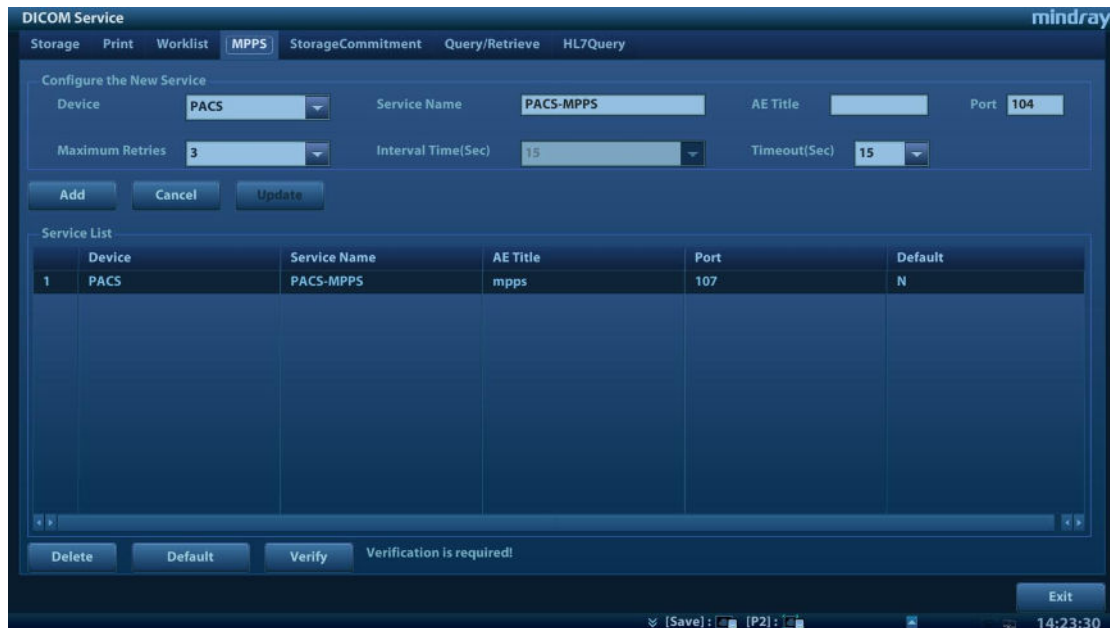 DICOM Service mindray
Storage Print Worklist MPPS StorageCommitment Query/Retrieve HL7Query
Configure the New Service
Device PACS Service Name PACS-MPPS AE Title Port 104
Maximum Retries 3 Interval Time(Sec) 15 Timeout(Sec) 15
Add Cancel Update
Service List
Device Service Name AE Title Port Default
1 PACS PACS-MPPS mpps 107 N
Delete Default Verify Verification is required!
Exit
[Save] : [P2] : 14:23:30